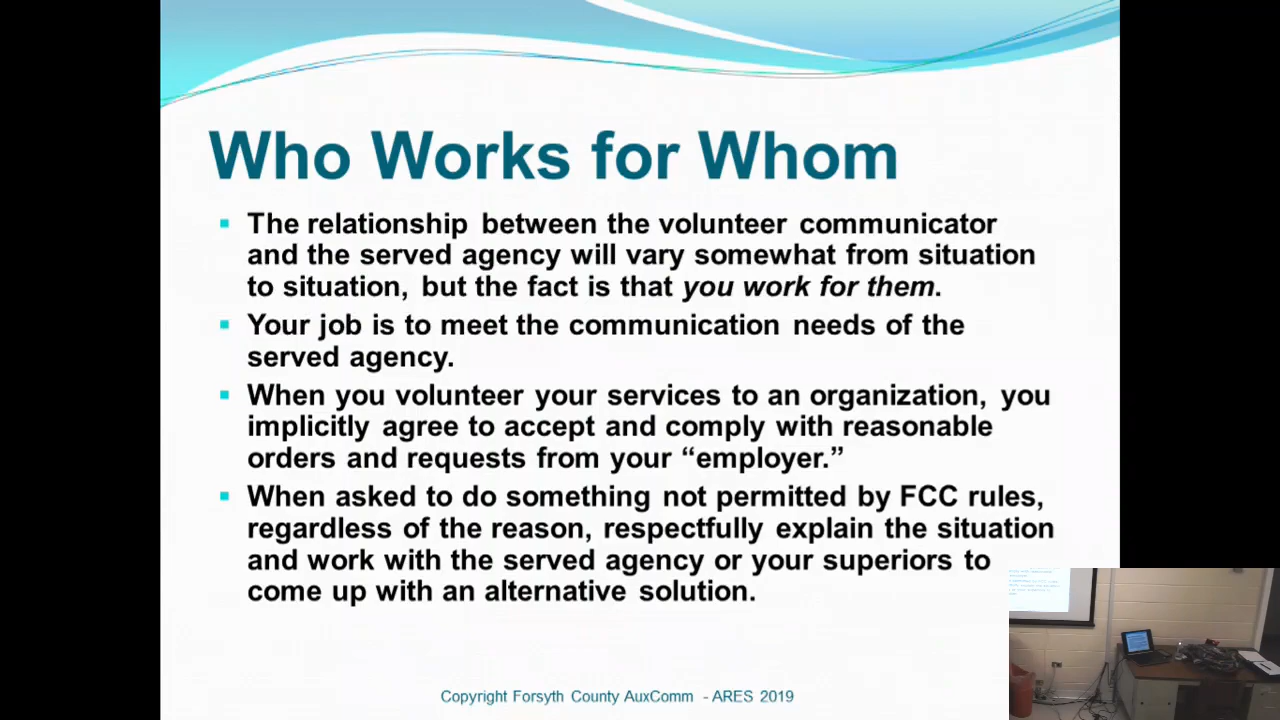 Who Works for Whom
The relationship between the volunteer communicator
and the served agency will vary somewhat from situation
to situation, but the fact is that you work for them.
Your job is to meet the communication needs of the
served agency.
When you volunteer your services to an organization, you
implicitly agree to accept and comply with reasonable
orders and requests from your “employer.”
When asked to do something not permitted by FCC rules,
regardless of the reason, respectfully explain the situation
and work with the served agency or your superiors to
come up with an alternative solution.
Copyright Forsyth County AuxComm - ARES 2019